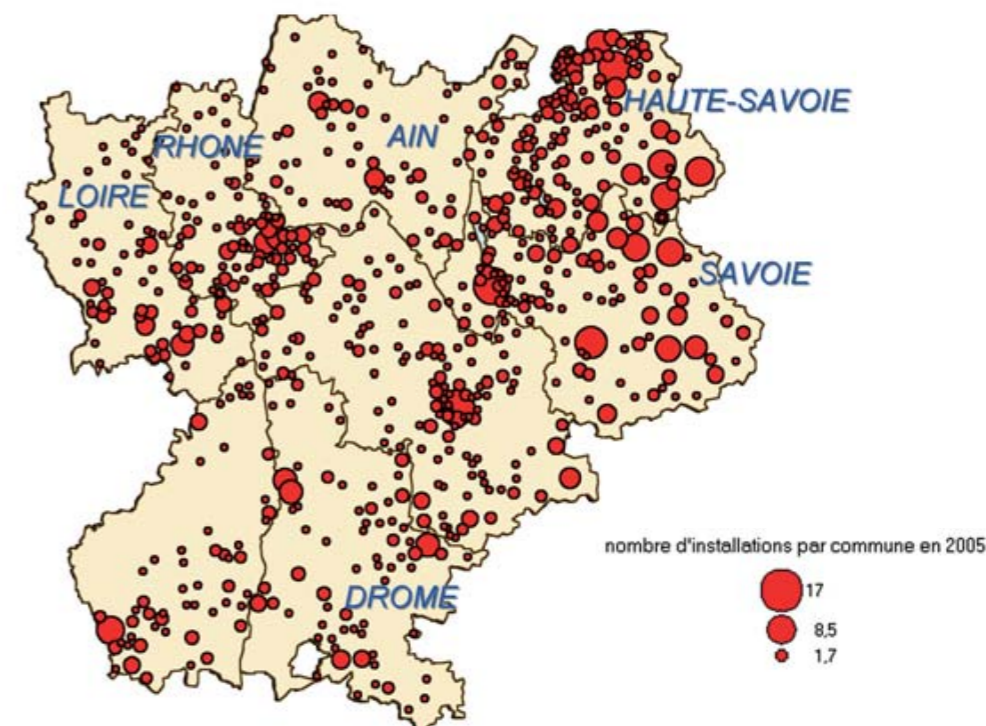 HAUTE-SAVOIE
RHONE
AIN
LOIRE
SAVOIE
nombre d'installations par commune en 2005
17
8,5
1,7
DROME